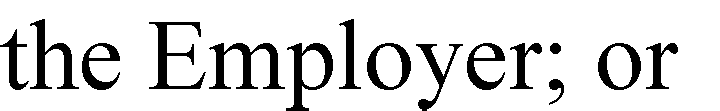 the Employer; or